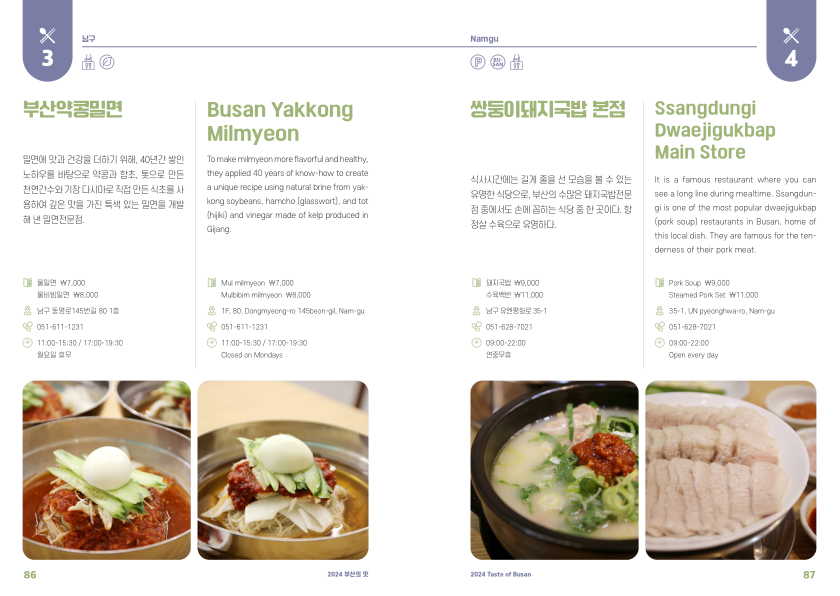 3
남구
부산약콩밀면
밀면에 맛과 건강을 더하기 위해, 40년간 쌓인
노하우를 바탕으로 약콩과 함초, 톳으로 만든
천연간수와 기장 다시마로 직접 만든 식초를 사
용하여 깊은 맛을 가진 특색 있는 밀면을 개발
해 낸 밀면전문점.
물밀면 ₩7,000
물비빔밀면 ₩8,000
남구 동명로145번길 80 1층
051-611-1231
11:00-15:30 / 17:00-19:30
월요일 휴무
Busan Yakkong
Milmyeon
To make milmyeon more flavorful and healthy,
they applied 40 years of know-how to create
a unique recipe using natural brine from yak-
kong soybeans, hamcho (glasswort), and tot
(hijiki) and vinegar made of kelp produced in
Gijang.
Mul milmyeon ₩7,000
Mulbibim milmyeon ₩8,000
1F, 80, Dongmyeong-ro 145beon-gil, Nam-gu
051-611-1231
11:00-15:30 / 17:00-19:30
Closed on Mondays
86
2024 부산의 맛
Namgu
4
P
BU-
SAN
쌍둥이돼지국밥 본점
식사시간에는 길게 줄을 선 모습을 볼 수 있는
유명한 식당으로, 부산의 수많은 돼지국밥전문
점 중에서도 손에 꼽히는 식당 중 한 곳이다. 항
정살 수육으로 유명하다.
돼지국밥 ₩9,000
수육백반 ₩11,000
남구 유엔평화로 35-1
051-628-7021
09:00-22:00
연중무휴
Ssangdungi
Dwaejigukbap
Main Store
It is a famous restaurant where you can
see a long line during mealtime. Ssangdun-
gi is one of the most popular dwaejigukbap
(pork soup) restaurants in Busan, home of
this local dish. They are famous for the ten-
derness of their pork meat.
Pork Soup ₩9,000
Steamed Pork Set ₩11,000
35-1, UN pyeonghwa-ro, Nam-gu
051-628-7021
09:00-22:00
Open every day
2024 Taste of Busan
87